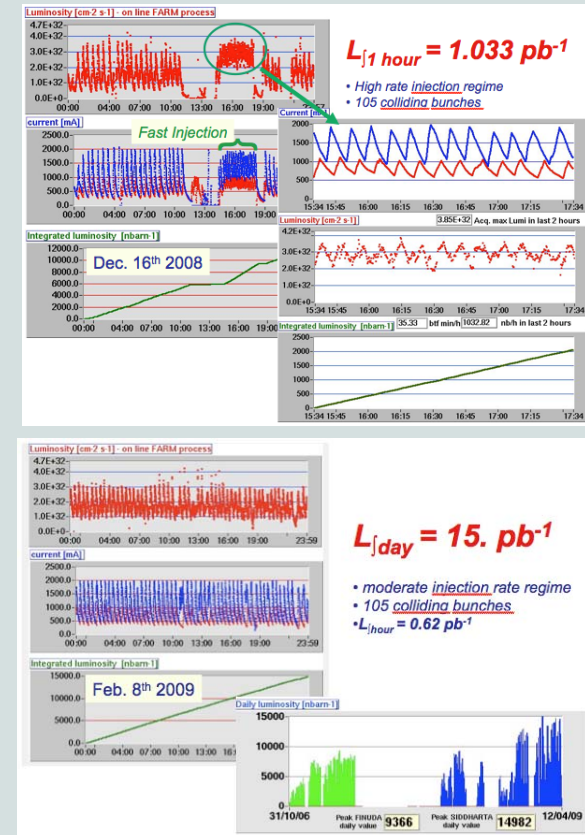 Luminosity [cm-2 s-1] - on line FARM process
4.7E+32
4.0E+32
3.0E+32
2.0E+32
1.0E+32
0.0E+0
00:00 04:00 07:00 10:00 13:00 16:00 19:00
L∫1 hour = 1.033 pb-1
• High rate injection regime
• 105 colliding bunches
current [mA]
2500.0
2000.0
1500.0
1000.0
500.0
0.0
Fast Injection
00:00 04:00 07:00 10:00 13:00 16:00 19:00
Current [mA]
2000
1500
1000
500
0
15:34 15:45 16:00 16:15 16:30 16:45 17:00 17:15 17:34
Integrated luminosity [nbarn-1]
12000.0
10000.0
8000.0
6000.0
4000.0
2000.0
0.0
Dec. 16th 2008
00:00 04:00 07:00 10:00 13:00 16:00 19:00
Luminosity [cm-2 s-1] 3.85E+32 Acq. max Lumi in last 2 hours
4.2E+32
3.0E+32
2.0E+32
1.0E+32
0.0E+0
15:34 15:45 16:00 16:15 16:30 16:45 17:00 17:15 17:34
Integrated luminosity [nbarn-1] 35.33 btf min/h 1032.82 nb/h in last 2 hours
2500
2000
1500
1000
500
0
15:34 15:45 16:00 16:15 16:30 16:45 17:00 17:15 17:34
Luminosity [cm-2 s-1] - on line FARM process
4.7E+32
4.0E+32
3.0E+32
2.0E+32
1.0E+32
0.0E+0
00:00 04:00 07:00 10:00 13:00 16:00 19:00 23:59
L∫day = 15. pb-1
• moderate injection rate regime
• 105 colliding bunches
•L∫hour = 0.62 pb-1
current [mA]
2500.0
2000.0
1500.0
1000.0
500.0
0.0
00:00 04:00 07:00 10:00 13:00 16:00 19:00 23:59
Integrated luminosity [nbarn-1]
15000.0
10000.0
5000.0
0.0
Feb. 8th 2009
00:00 04:00 07:00 10:00 13:00
Daily luminosity [nbarn-1]
15000
10000
5000
0
31/10/06 Peak FINUDA daily value 9366 Peak SIDDHARTA daily value 14982 12/04/09